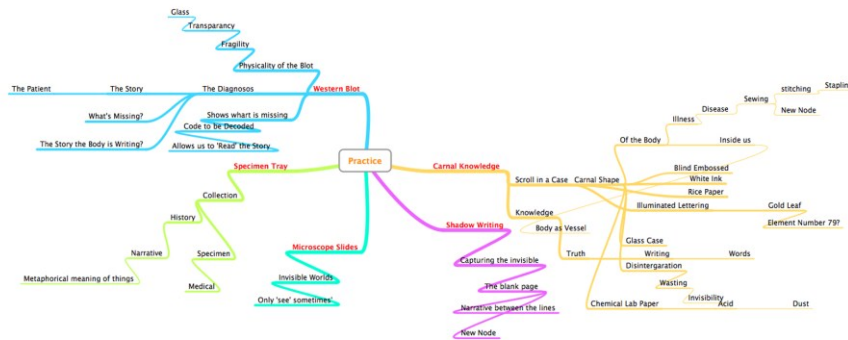 Glass
Transparancy
Fragility
Physicality of the Blot
The Patient
The Story
The Diagnosos
Western Blot
What's Missing?
Shows whart is missing
Code to be Decoded
The Story the Body is Writing?
Allows us to 'Read' the Story
Practice
Specimen Tray
Collection
History
Narrative
Metaphorical meaning of things
Specimen
Medical
Microscope Slides
Invisible Worlds
Only 'see' sometimes'
Carnal Knowledge
Scroll in a Case
Carnal Shape
Of the Body
Illness
Disease
Sewing
stitching
Staplin
New Node
Inside us
Blind Embossed
White Ink
Rice Paper
Illuminated Lettering
Gold Leaf
Element Number 79?
Glass Case
Disintergaration
Wasting
Invisibility
Chemical Lab Paper
Acid
Dust
Knowledge
Body as Vessel
Truth
Writing
Words
Shadow Writing
Capturing the invisible
The blank page
Narrative between the lines
New Node